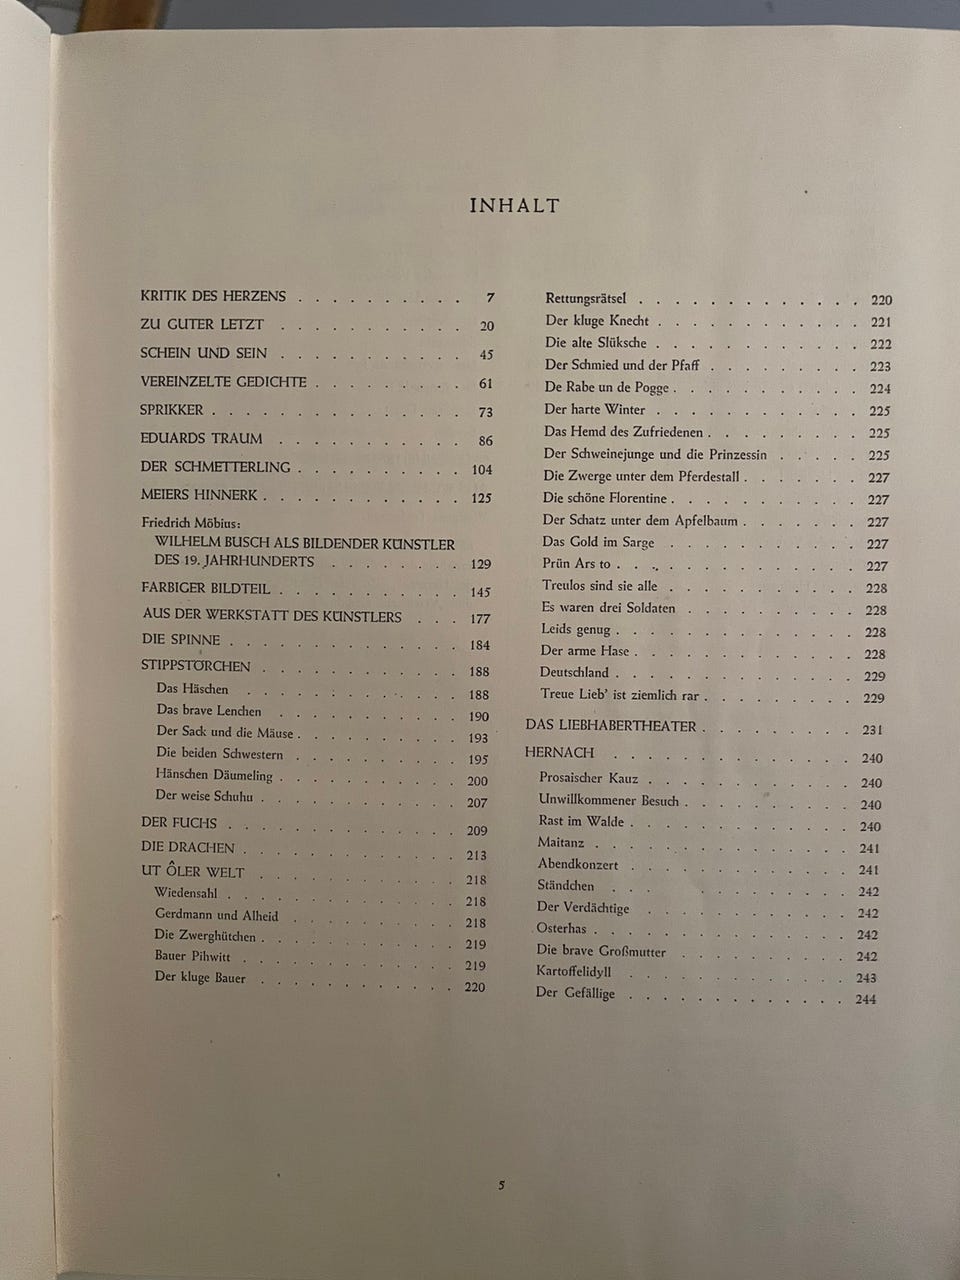 INHALT
KRITIK DES HERZENS . . . . . . . . . . 7
ZU GUTER LETZT . . . . . . . . . . . 20
SCHEIN UND SEIN . . . . . . . . . . . 45
VEREINZELTE GEDICHTE . . . . . . . . . 61
SPRIKKER . . . . . . . . . . . . . . . 73
EDUARDS TRAUM . . . . . . . . . . . 86
DER SCHMETTERLING . . . . . . . . . . 104
MEIERS HINNERK . . . . . . . . . . . . 125
Friedrich Möbius:
WILHELM BUSCH ALS BILDENDER KÜNSTLER
DES 19. JAHRHUNDERTS . . . . . . . . 129
FARBIGER BILDTEIL . . . . . . . . . . . 145
AUS DER WERKSTATT DES KÜNSTLERS . . . 177
DIE SPINNE . . . . . . . . . . . . . . 184
STIPPSTÖRCHEN . . . . . . . . . . . . 188
Das Häschen . . . . . . . . . . . . . 188
Das brave Lenchen . . . . . . . . . . . 190
Der Sack und die Mäuse . . . . . . . . . 193
Die beiden Schwestern . . . . . . . . . . 195
Hänschen Däumeling . . . . . . . . . . . 200
Der weise Schuhu . . . . . . . . . . . . 207
DER FUCHS . . . . . . . . . . . . . . 209
DIE DRACHEN . . . . . . . . . . . . . 213
UT ÔLER WELT . . . . . . . . . . . . 218
Wiedensahl . . . . . . . . . . . . . . 218
Gerdmann und Alheid . . . . . . . . . . 218
Die Zwerghütchen . . . . . . . . . . . . 219
Bauer Pihwitt . . . . . . . . . . . . . 219
Der kluge Bauer . . . . . . . . . . . . 220
Rettungsrätsel . . . . . . . . . . . . . 220
Der kluge Knecht . . . . . . . . . . . . 221
Die alte Slüksche . . . . . . . . . . . . 222
Der Schmied und der Pfaff . . . . . . . . 223
De Rabe un de Pogge . . . . . . . . . . . 224
Der harte Winter . . . . . . . . . . . . 225
Das Hemd des Zufriedenen . . . . . . . . 225
Der Schweinejunge und die Prinzessin . . . . . 225
Die Zwerge unter dem Pferdestall . . . . . . . 227
Die schöne Florentine . . . . . . . . . . . 227
Der Schatz unter dem Apfelbaum . . . . . . . 227
Das Gold im Sarge . . . . . . . . . . . . 227
Prün Ars to . . . . . . . . . . . . . . 227
Treulos sind sie alle . . . . . . . . . . . 228
Es waren drei Soldaten . . . . . . . . . . 228
Leids genug . . . . . . . . . . . . . . 228
Der arme Hase . . . . . . . . . . . . . 228
Deutschland . . . . . . . . . . . . . . 229
Treue Lieb' ist ziemlich rar . . . . . . . . . 229
DAS LIEBHABERTHEATER . . . . . . . . . 231
HERNACH . . . . . . . . . . . . . . 240
Prosaischer Kauz . . . . . . . . . . . . 240
Unwillkommener Besuch . . . . . . . . . . 240
Rast im Walde . . . . . . . . . . . . . 240
Maitanz . . . . . . . . . . . . . . . 241
Abendkonzert . . . . . . . . . . . . . 241
Ständchen . . . . . . . . . . . . 242
Der Verdächtige . . . . . . . . . . . . 242
Osterhas . . . . . . . . . . . . . . . 242
Die brave Großmutter . . . . . . . . . . 242
Kartoffelidyll . . . . . . . . . . . . . 243
Der Gefällige . . . . . . . . . . . . . 244
5